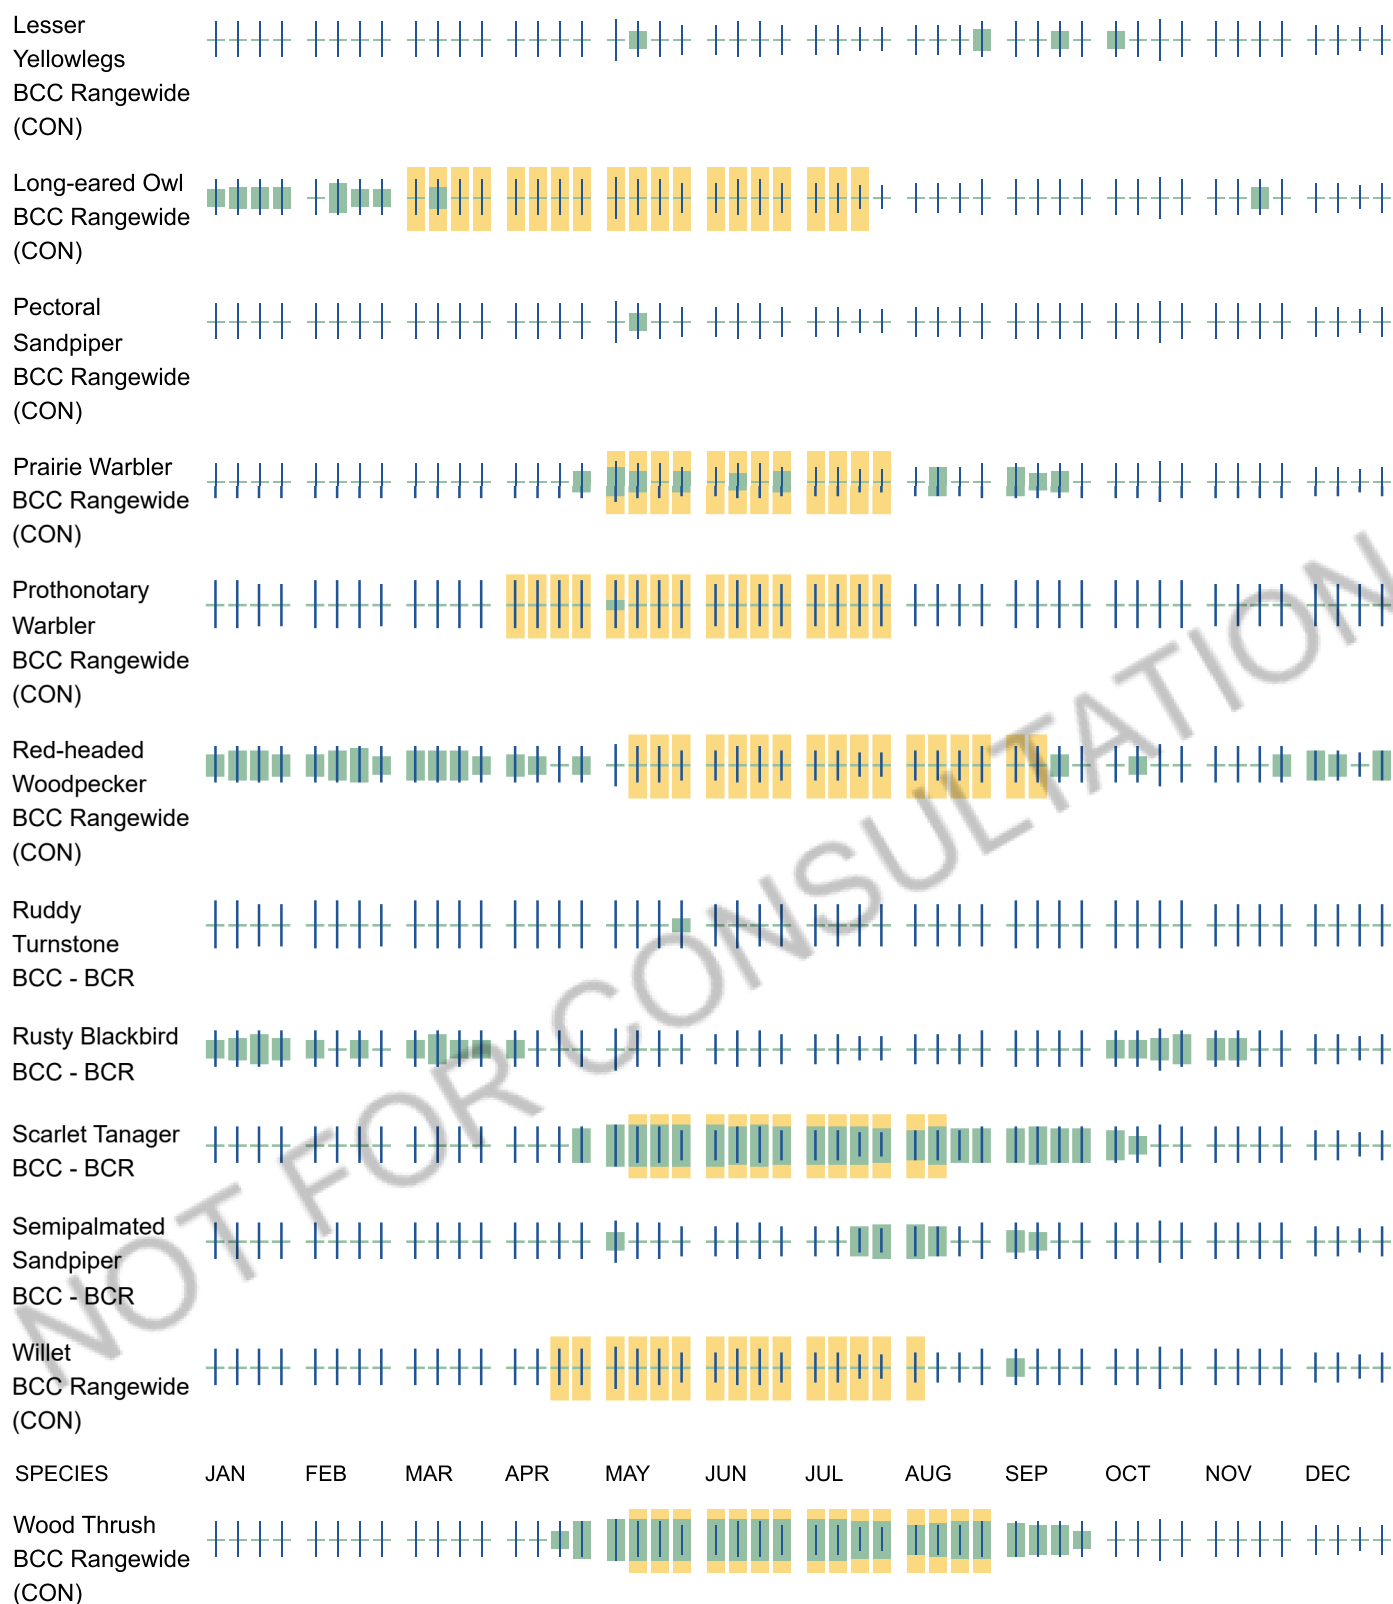 Lesser
Yellowlegs
BCC Rangewide
(CON)
Long-eared Owl
BCC Rangewide
(CON)
Pectoral
Sandpiper
BCC Rangewide
(CON)
Prairie Warbler
BCC Rangewide
(CON)
Prothonotary
Warbler
BCC Rangewide
(CON)
Red-headed
Woodpecker
BCC Rangewide
(CON)
Ruddy
Turnstone
BCC - BCR
Rusty Blackbird
BCC - BCR
Scarlet Tanager
BCC - BCR
Semipalmated
Sandpiper
BCC - BCR
Willet
BCC Rangewide
(CON)
SPECIES JAN FEB MAR APR MAY JUN JUL AUG SEP OCT NOV DEC
Wood Thrush
BCC Rangewide
(CON)
NOT FOR CONSULTATION